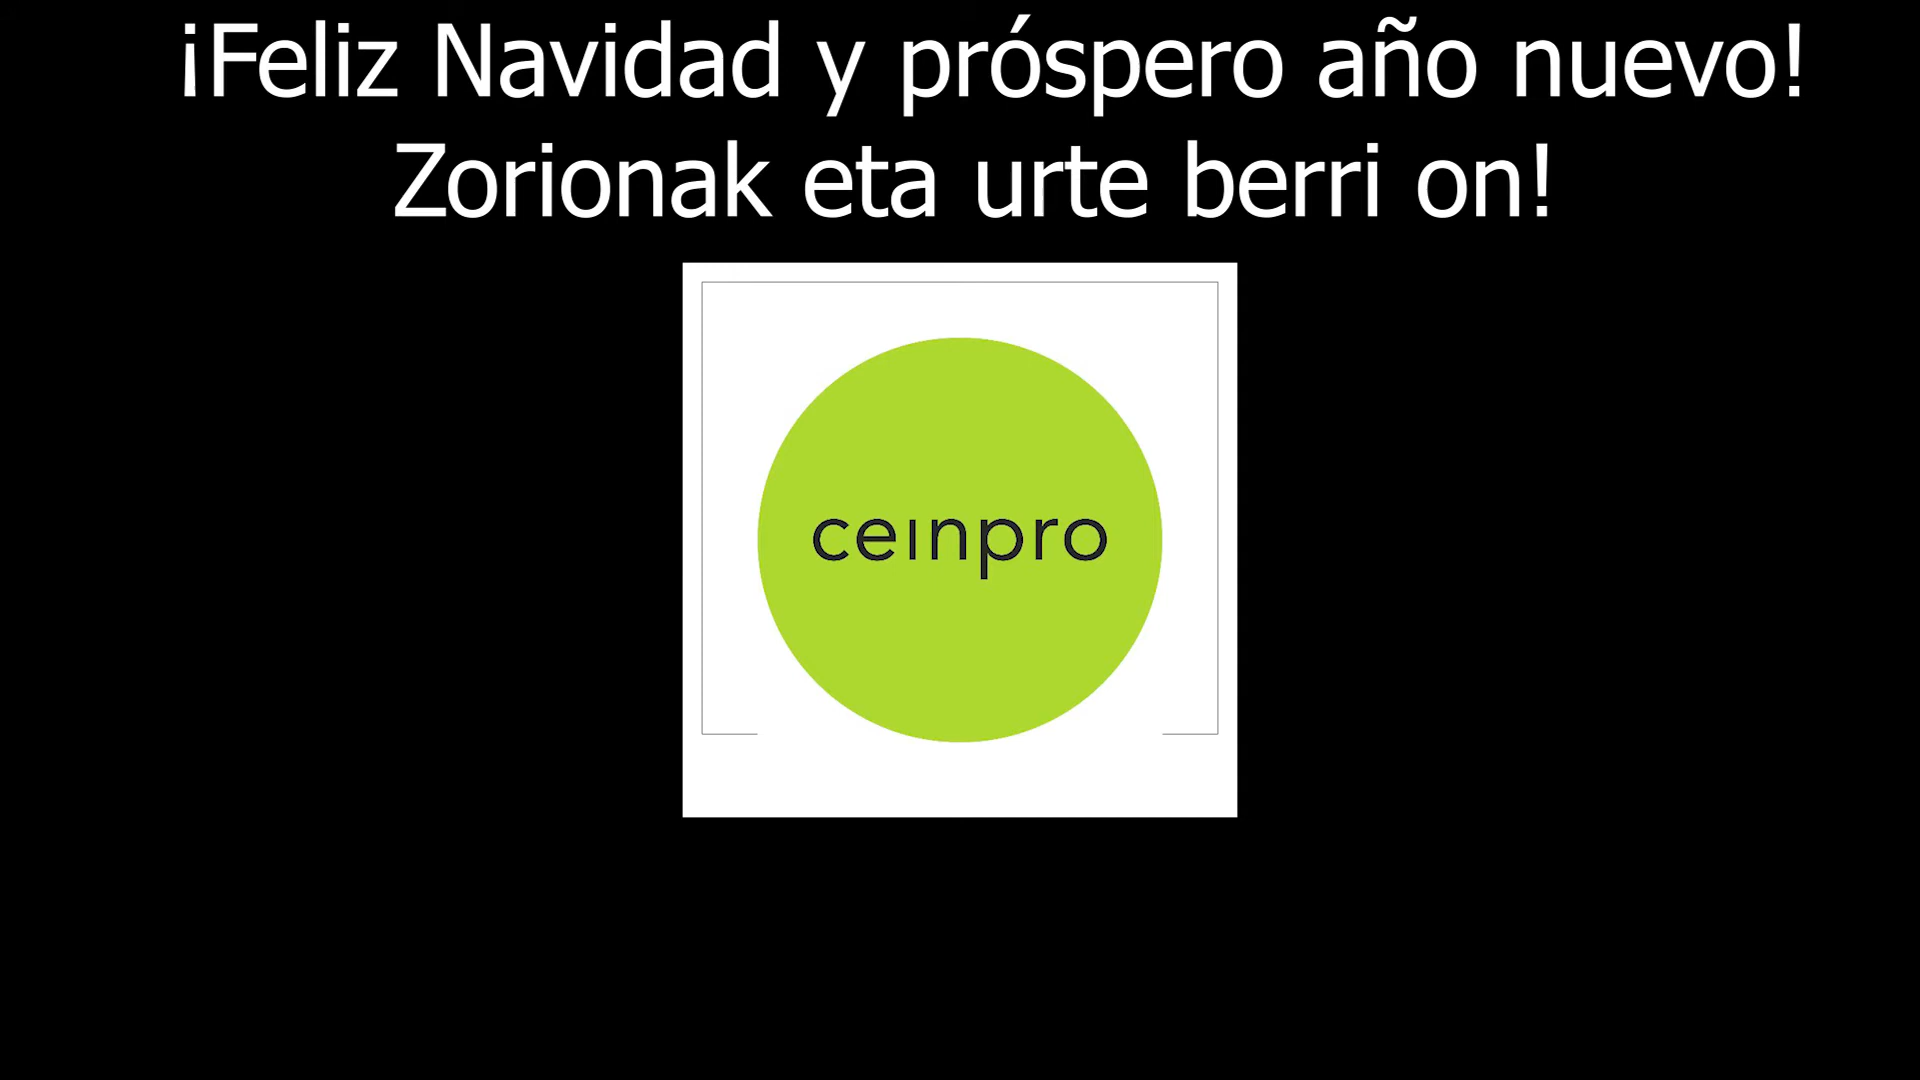 ¡Feliz Navidad y próspero año nuevo!
Zorionak eta urte berri on!
ceinpro